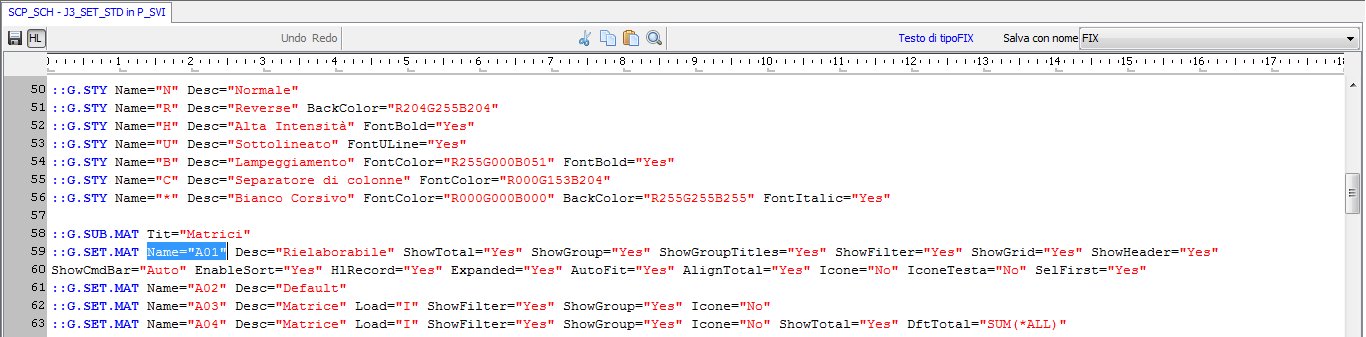 SCP_SCH - J3_SET_STD in P_SVI
HL Undo Redo Testo di tipoFIX Salva con nome FIX
0 1 2 3 4 5 6 7 8 9 10 11 12 13 14 15 16 17 18
50 ::G.STY Name="N" Desc="Normale"
51 ::G.STY Name="R" Desc="Reverse" BackColor="R204G255B204"
52 ::G.STY Name="H" Desc="Alta Intensità" FontBold="Yes"
53 ::G.STY Name="U" Desc="Sottolineato" FontULine="Yes"
54 ::G.STY Name="B" Desc="Lampeggiamento" FontColor="R255G000B051" FontBold="Yes"
55 ::G.STY Name="C" Desc="Separatore di colonne" FontColor="R000G153B204"
56 ::G.STY Name="*" Desc="Bianco Corsivo" FontColor="R000G000B000" BackColor="R255G255B255" FontItalic="Yes"
57
58 ::G.SUB.MAT Tit="Matrici"
59 ::G.SET.MAT Name="A01" Desc="Rielaborabile" ShowTotal="Yes" ShowGroup="Yes" ShowGroupTitles="Yes" ShowFilter="Yes" ShowGrid="Yes" ShowHeader="Yes"
60 ShowCmdBar="Auto" EnableSort="Yes" HlRecord="Yes" Expanded="Yes" AutoFit="Yes" AlignTotal="Yes" Icone="No" IconeTesta="No" SelFirst="Yes"
61 ::G.SET.MAT Name="A02" Desc="Default"
62 ::G.SET.MAT Name="A03" Desc="Matrice" Load="I" ShowFilter="Yes" ShowGroup="Yes" Icone="No"
63 ::G.SET.MAT Name="A04" Desc="Matrice" Load="I" ShowFilter="Yes" ShowGroup="Yes" Icone="No" ShowTotal="Yes" DftTotal="SUM(*ALL)"